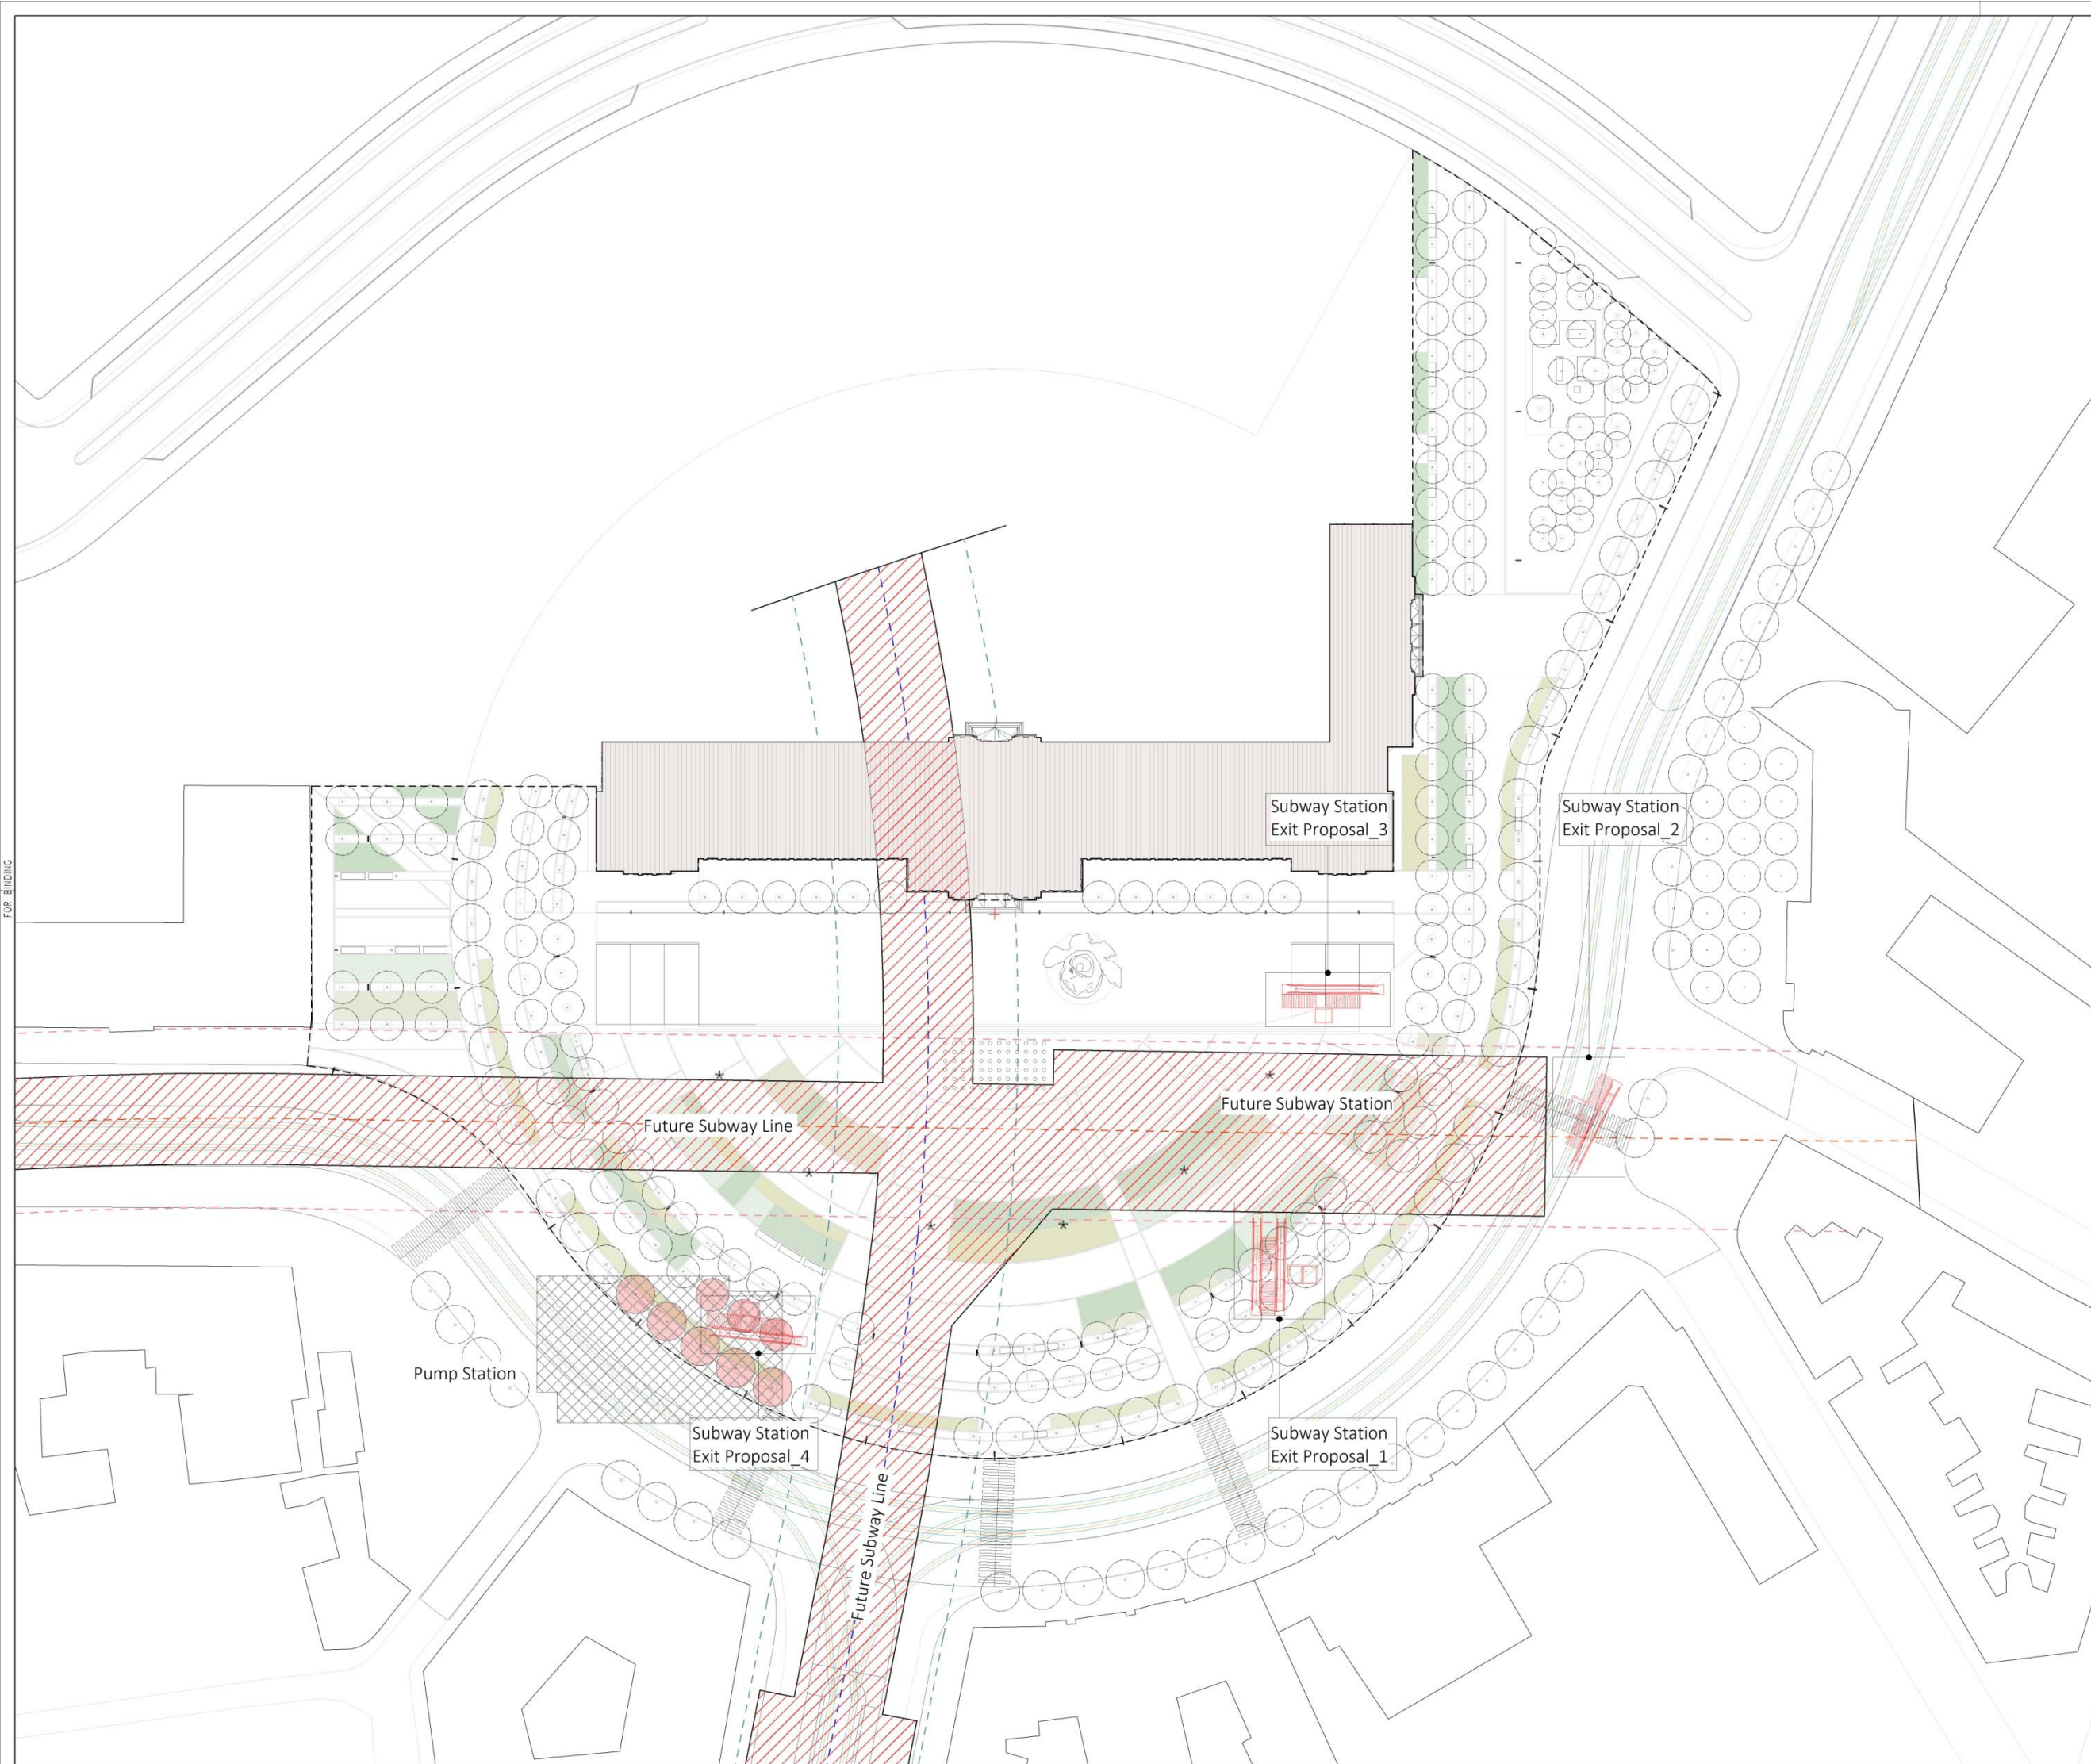 FOR BINDING
Subway Station
Exit Proposal_3
Subway Station
Exit Proposal_2
Future Subway Station
Future Subway Line
Pump Station
Subway Station
Exit Proposal_4
Subway Station
Exit Proposal_1
Future Subway Line